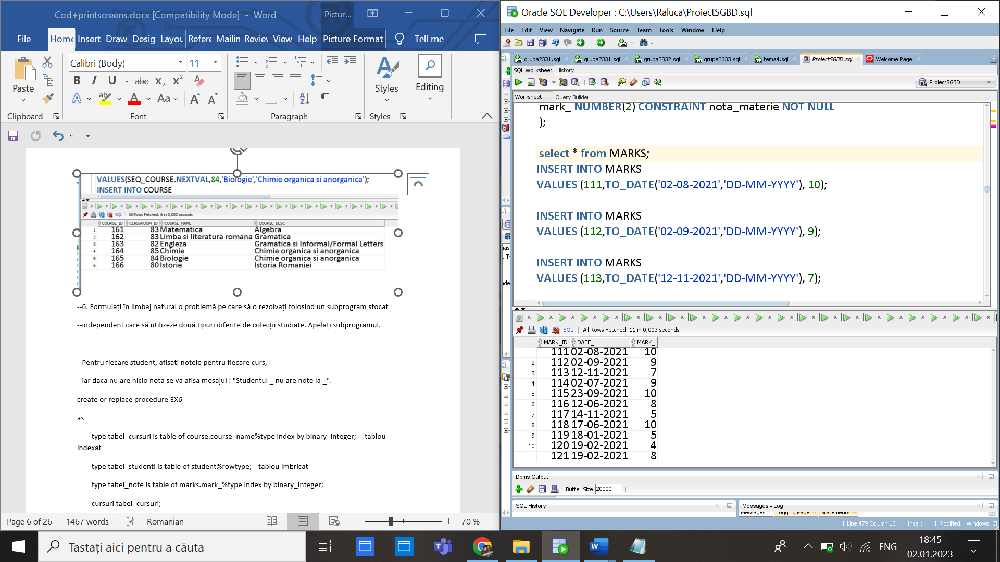 Cod+printscreens.docx [Compatibility Mode] - Word
Pictur...
File Home Insert Draw Desig Layou Refere Mailin Review View Help Picture Format Tell me
Calibri (Body) 11
Paste
Styles
Editing
Clipboard Font Paragraph Styles
VALUES(SEQ_COURSE.NEXTVAL,84,'Biologie','Chimie organica si anorganica');
INSERT INTO COURSE
SQL | All Rows Fetched: 6 in 0,003 seconds
COURSE_ID CLASSROOM_ID COURSE_NAME COURSE_DESC
1 161 83 Matematica Algebra
2 162 83 Limba si literatura romana Gramatica
3 163 82 Engleza Gramatica si Informal/Formal Letters
4 164 85 Chimie Chimie organica si anorganica
5 165 84 Biologie Chimie organica si anorganica
6 166 80 Istorie Istoria Romaniei
--6. Formulați în limbaj natural o problemă pe care să o rezolvați folosind un subprogram stocat
--independent care să utilizeze două tipuri diferite de colecții studiate. Apelați subprogramul.
--Pentru fiecare student, afisati notele pentru fiecare curs,
--iar daca nu are nicio nota se va afisa mesajul : "Studentul _ nu are note la _".
create or replace procedure EX6
as
type tabel_cursuri is table of course.course_name%type index by binary_integer; --tablou
indexat
type tabel_studenti is table of student%rowtype; --tablou imbricat
type tabel_note is table of marks.mark_%type index by binary_integer;
cursuri tabel_cursuri;
Page 6 of 26 1467 words Romanian 70 %
Oracle SQL Developer : C:\Users\Raluca\ProiectSGBD.sql
File Edit View Navigate Run Source Team Tools Window Help
grupa2331.sql grupa2331.sql grupa2332.sql grupa2333.sql tema4.sql ProiectSGBD.sql Welcome Page
SQL Worksheet History
ProiectSGBD
Worksheet Query Builder
mark_ NUMBER(2) CONSTRAINT nota_materie NOT NULL
);
select * from MARKS;
INSERT INTO MARKS
VALUES (111,TO_DATE('02-08-2021','DD-MM-YYYY'), 10);
INSERT INTO MARKS
VALUES (112,TO_DATE('02-09-2021','DD-MM-YYYY'), 9);
INSERT INTO MARKS
VALUES (113,TO_DATE('12-11-2021','DD-MM-YYYY'), 7);
SQL | All Rows Fetched: 11 in 0,003 seconds
MARK_ID DATE_ MARK_
1 111 02-08-2021 10
2 112 02-09-2021 9
3 113 12-11-2021 7
4 114 02-07-2021 9
5 115 23-09-2021 10
6 116 12-06-2021 8
7 117 14-11-2021 5
8 118 17-06-2021 10
9 119 18-01-2021 5
10 120 19-02-2021 4
11 121 19-02-2021 8
Dbms Output
Buffer Size: 20000
SQL History
Messages - Log
Messages Logging Page Statements
Line 479 Column 13 | Insert | Modified | Windows: C
Tastați aici pentru a căuta
ENG
18:45
02.01.2023